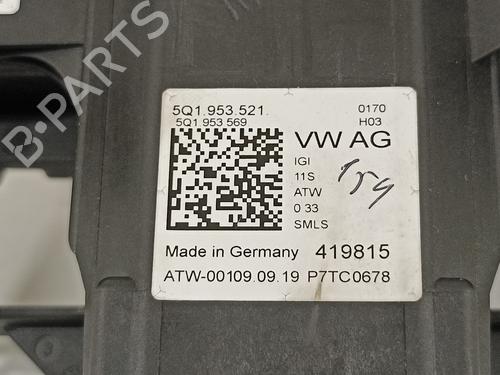 B-PARTS
5Q1.953 521.
5Q1 953 569
0170
H03
VW AG
IGI
11S
ATW
0 33
SMLS
Made in Germany 419815
ATW-00109.09.19 P7TC0678